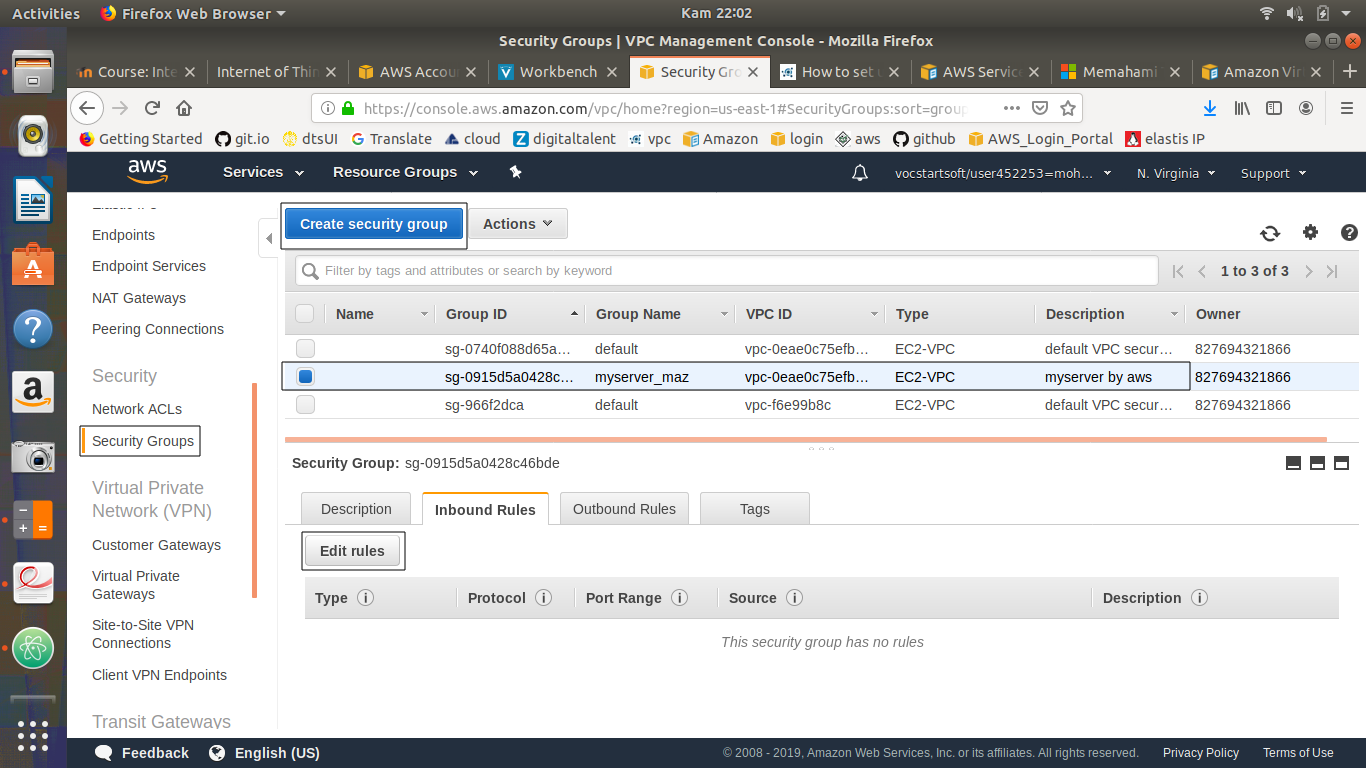 Activities Firefox Web Browser Kam 22:02
Security Groups | VPC Management Console - Mozilla Firefox
Course: Inte Internet of Thin AWS Accou Workbench Security Gro How to set u AWS Servic Memahami Amazon Vir
https://console.aws.amazon.com/vpc/home?region=us-east-1#SecurityGroups:sort=group
Getting Started git.io dtsUI Translate cloud digitaltalent vpc Amazon login aws github AWS_Login_Portal elastis IP
aws Services Resource Groups vocstartsoft/user452253=moh... N. Virginia Support
Endpoints
Endpoint Services
NAT Gateways
Peering Connections
Security
Network ACLs
Security Groups
Virtual Private
Network (VPN)
Customer Gateways
Virtual Private
Gateways
Site-to-Site VPN
Connections
Client VPN Endpoints
Transit Gateways
Create security group Actions
Filter by tags and attributes or search by keyword 1 to 3 of 3
Name Group ID Group Name VPC ID Type Description Owner
sg-0740f088d65a... default vpc-0eae0c75efb... EC2-VPC default VPC secur... 827694321866
sg-0915d5a0428c... myserver_maz vpc-0eae0c75efb... EC2-VPC myserver by aws 827694321866
sg-966f2dca default vpc-f6e99b8c EC2-VPC default VPC secur... 827694321866
Security Group: sg-0915d5a0428c46bde
Description Inbound Rules Outbound Rules Tags
Edit rules
Type Protocol Port Range Source Description
This security group has no rules
Feedback English (US) © 2008 - 2019, Amazon Web Services, Inc. or its affiliates. All rights reserved. Privacy Policy Terms of Use